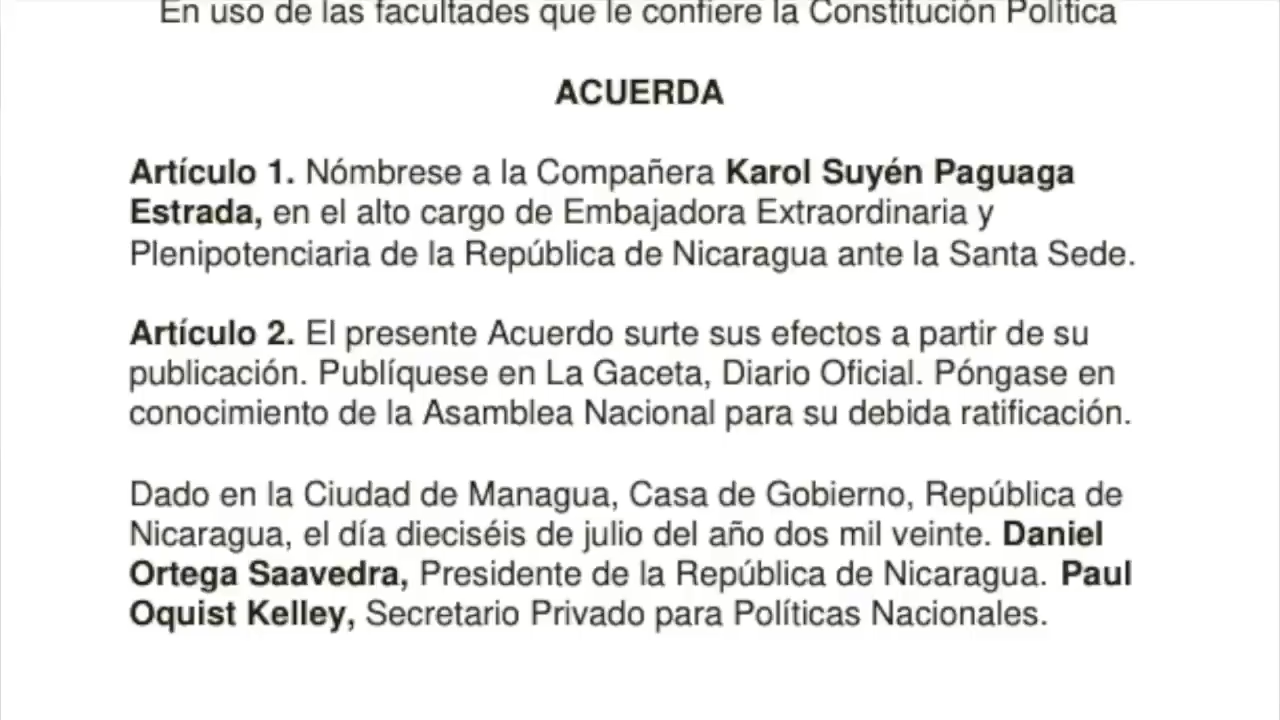 En uso de las facultades que le confiere la Constitución Política
ACUERDA
Artículo 1. Nómbrese a la Compañera Karol Suyén Paguaga
Estrada, en el alto cargo de Embajadora Extraordinaria y
Plenipotenciaria de la República de Nicaragua ante la Santa Sede.
Artículo 2. El presente Acuerdo surte sus efectos a partir de su
publicación. Publíquese en La Gaceta, Diario Oficial. Póngase en
conocimiento de la Asamblea Nacional para su debida ratificación.
Dado en la Ciudad de Managua, Casa de Gobierno, República de
Nicaragua, el día dieciséis de julio del año dos mil veinte. Daniel
Ortega Saavedra, Presidente de la República de Nicaragua. Paul
Oquist Kelley, Secretario Privado para Políticas Nacionales.